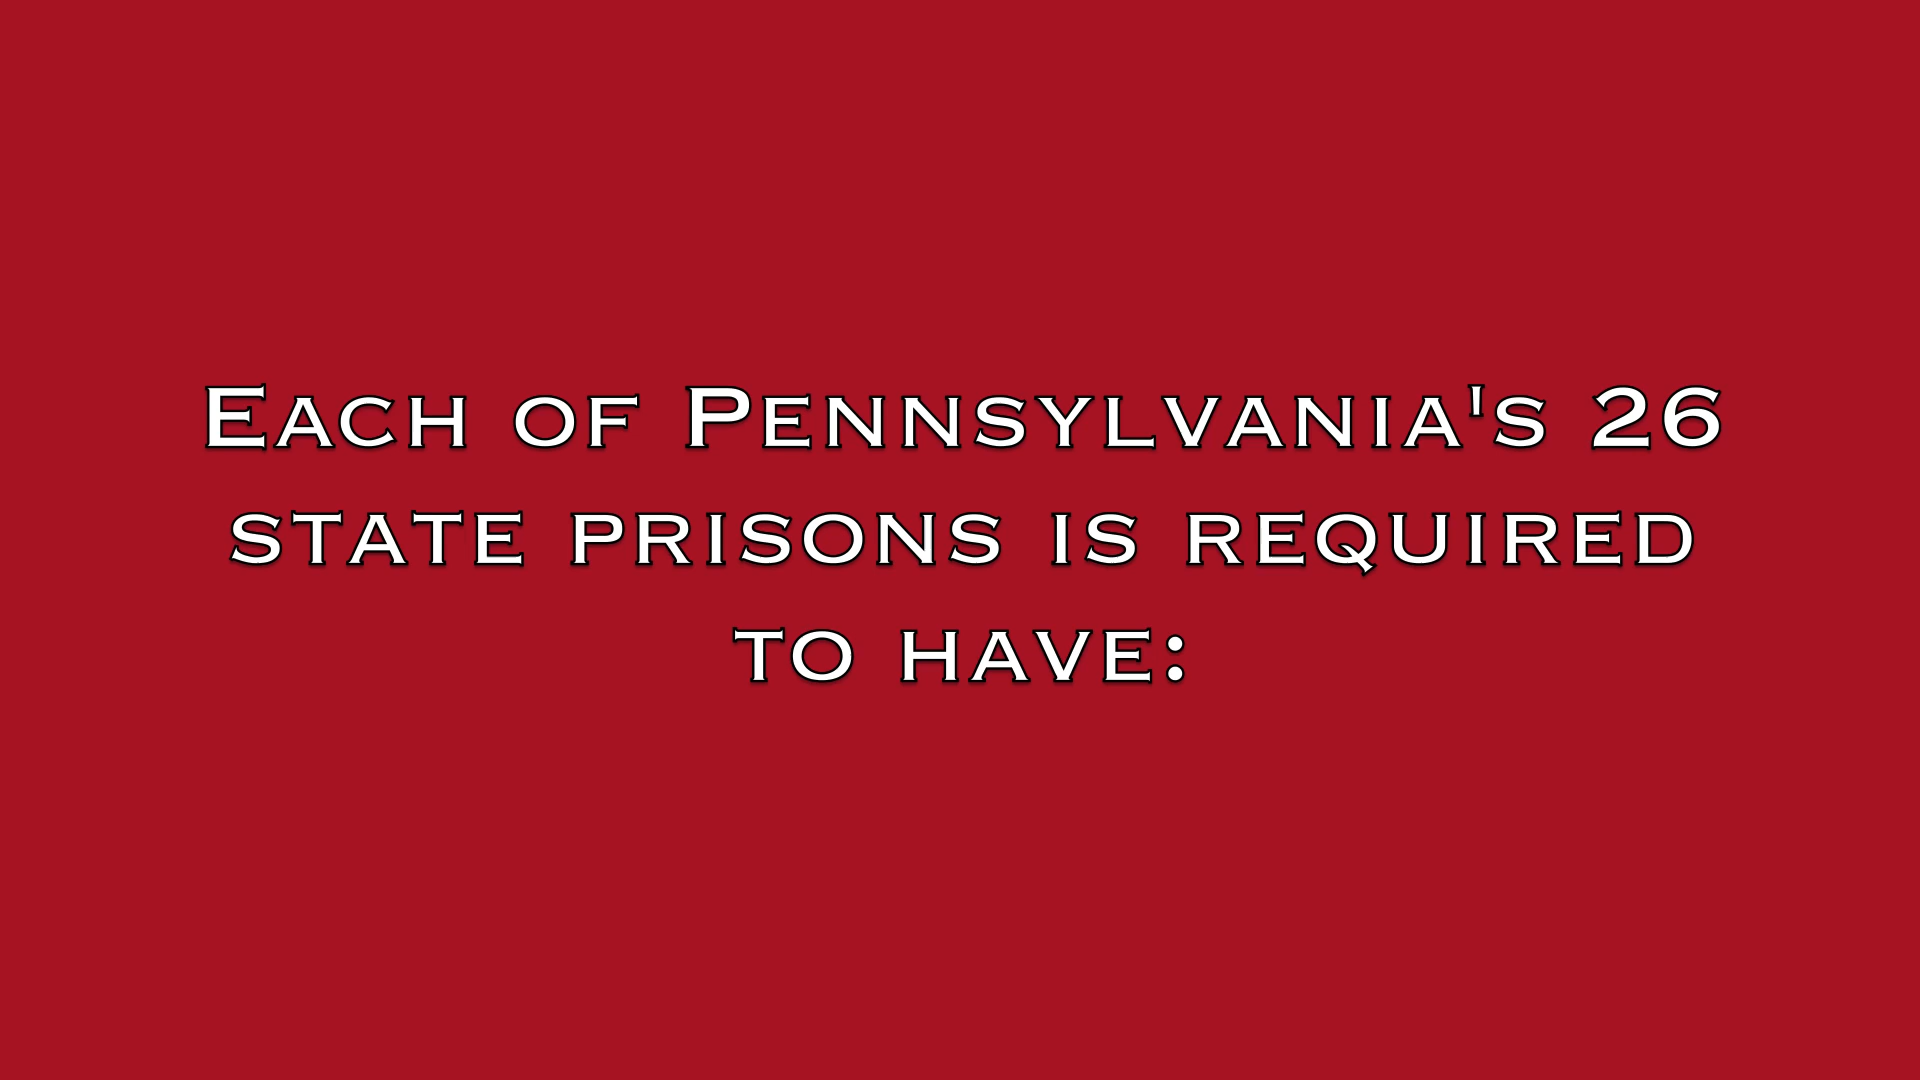 Each of Pennsylvania's 26
state prisons is required
to have: